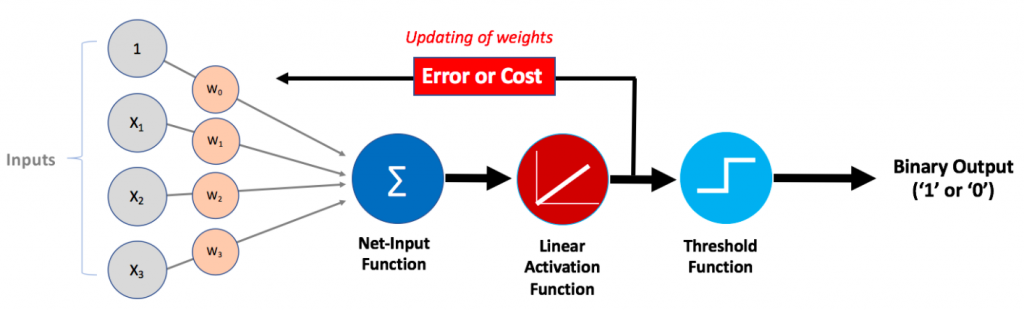 Updating of weights
Error or Cost
1
W₀
X₁
W₁
Inputs
X₂
W₂
X₃
W₃
Σ
Net-Input
Function
Linear
Activation
Function
Threshold
Function
Binary Output
(‘1’ or ‘0’)